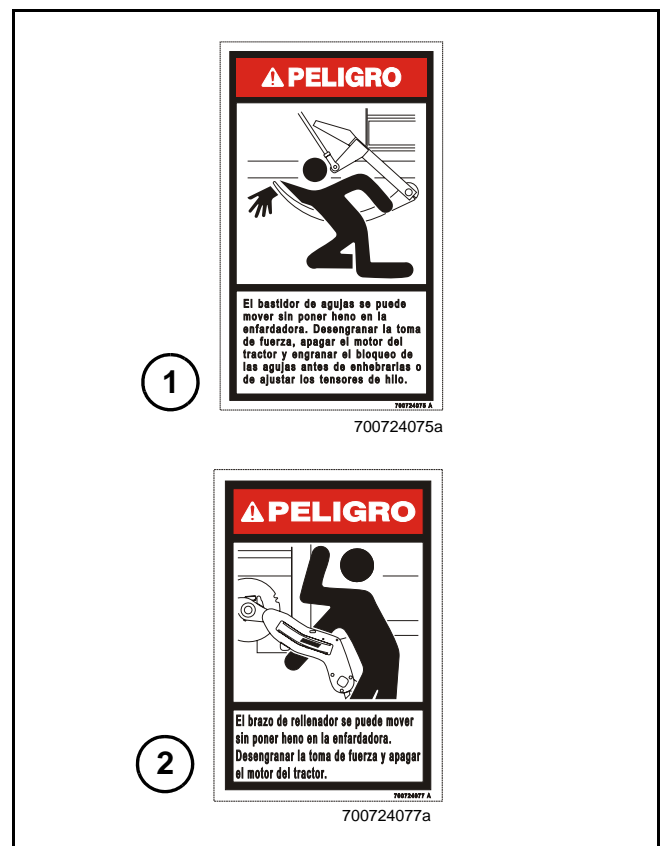 PELIGRO
El bastidor de agujas se puede
mover sin poner heno en la
enfardadora. Desengranar la toma
de fuerza, apagar el motor del
tractor y engranar el bloqueo de
las agujas antes de enhebrarlas o
de ajustar los tensores de hilo.
700724075 A
1
700724075a
PELIGRO
El brazo de rellenador se puede mover
sin poner heno en la enfardadora.
Desengranar la toma de fuerza y apagar
el motor del tractor.
700724077 A
2
700724077a